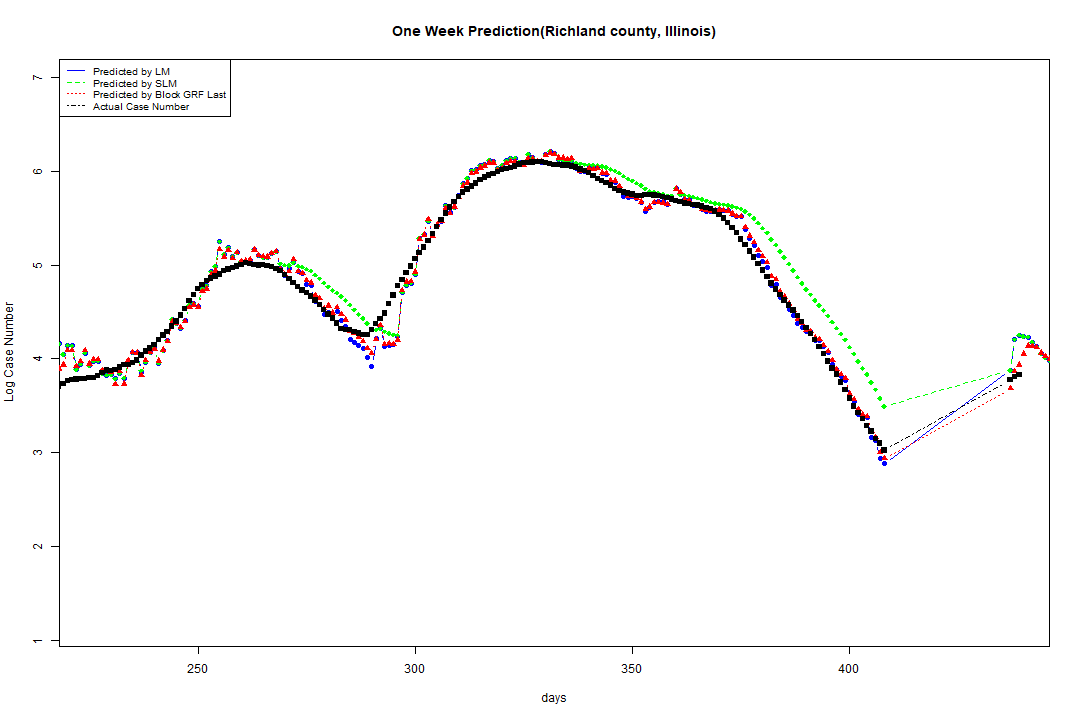 One Week Prediction(Richland county, Illinois)
Predicted by LM
Predicted by SLM
Predicted by Block GRF Last
Actual Case Number
7
6
5
4
3
2
1
Log Case Number
250
300
350
400
days